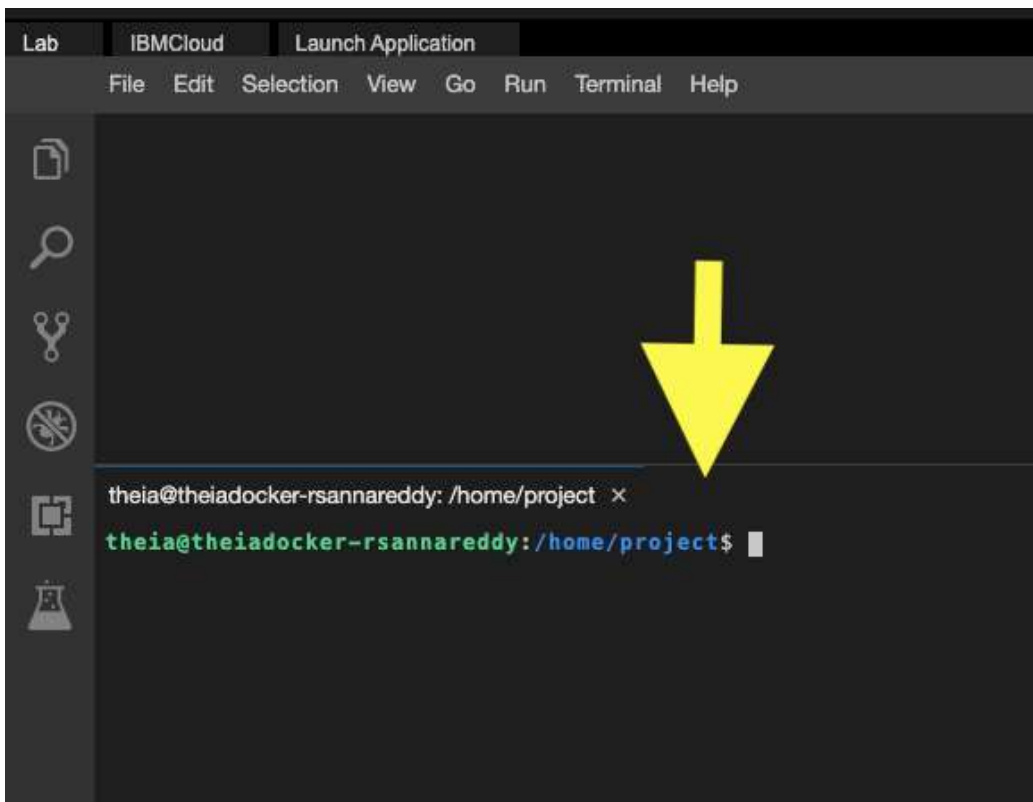 Lab IBMCloud Launch Application
File Edit Selection View Go Run Terminal Help
theia@theiadocker-rsannareddy: /home/project ×
theia@theiadocker-rsannareddy:/home/project$